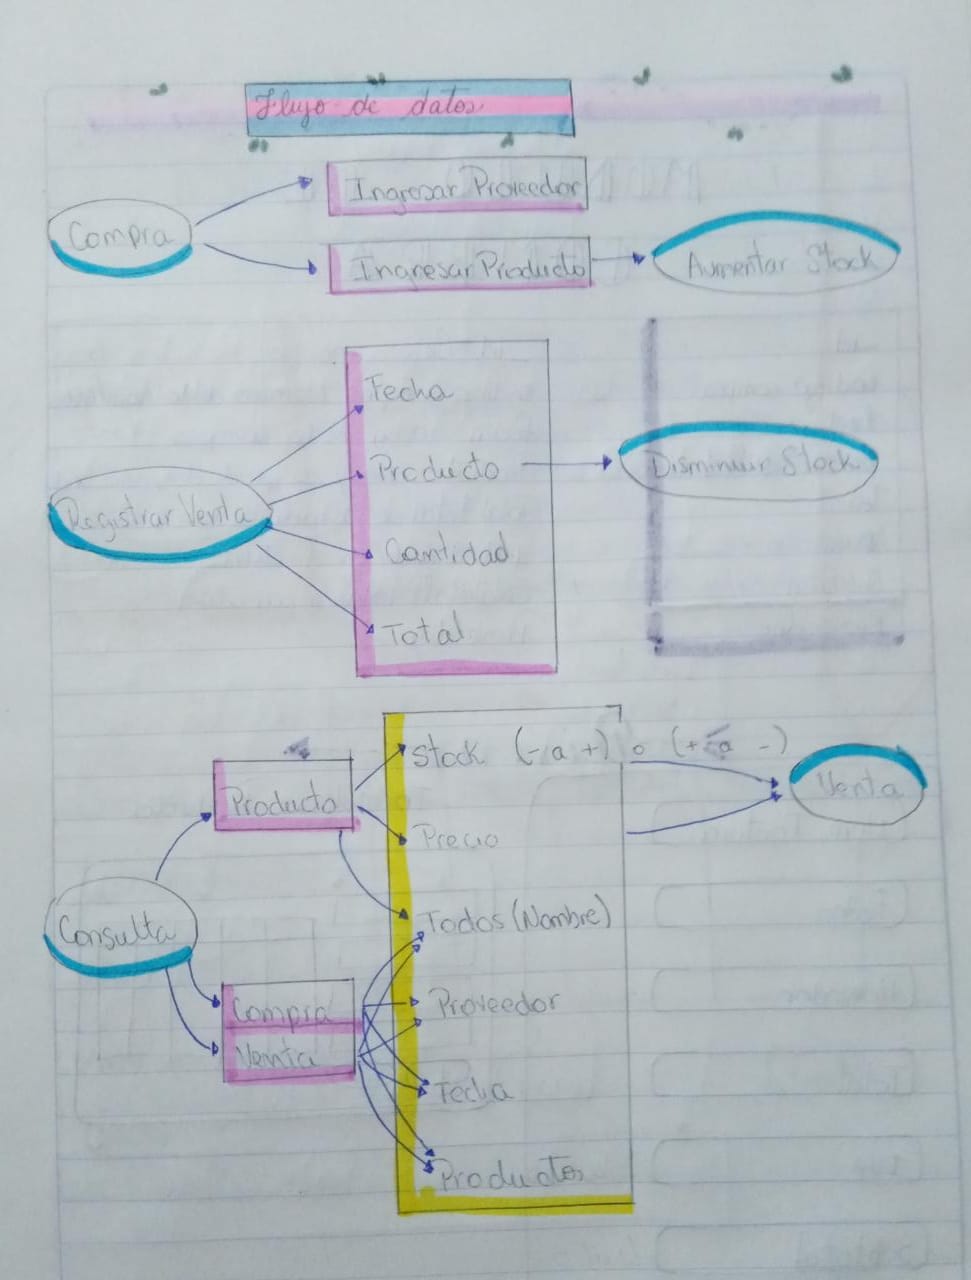 Flujo de datos
Ingresar Proveedor
Compra
Ingresar Producto
Aumentar Stock
Fecha
Producto
Disminuir Stock
Registrar Venta
Cantidad
Total
Stock (- a +) o (+ a -)
Producto
Venta
Precio
Todos (Nombre)
Consulta
Proveedor
Compra
Venta
Fecha
Productos